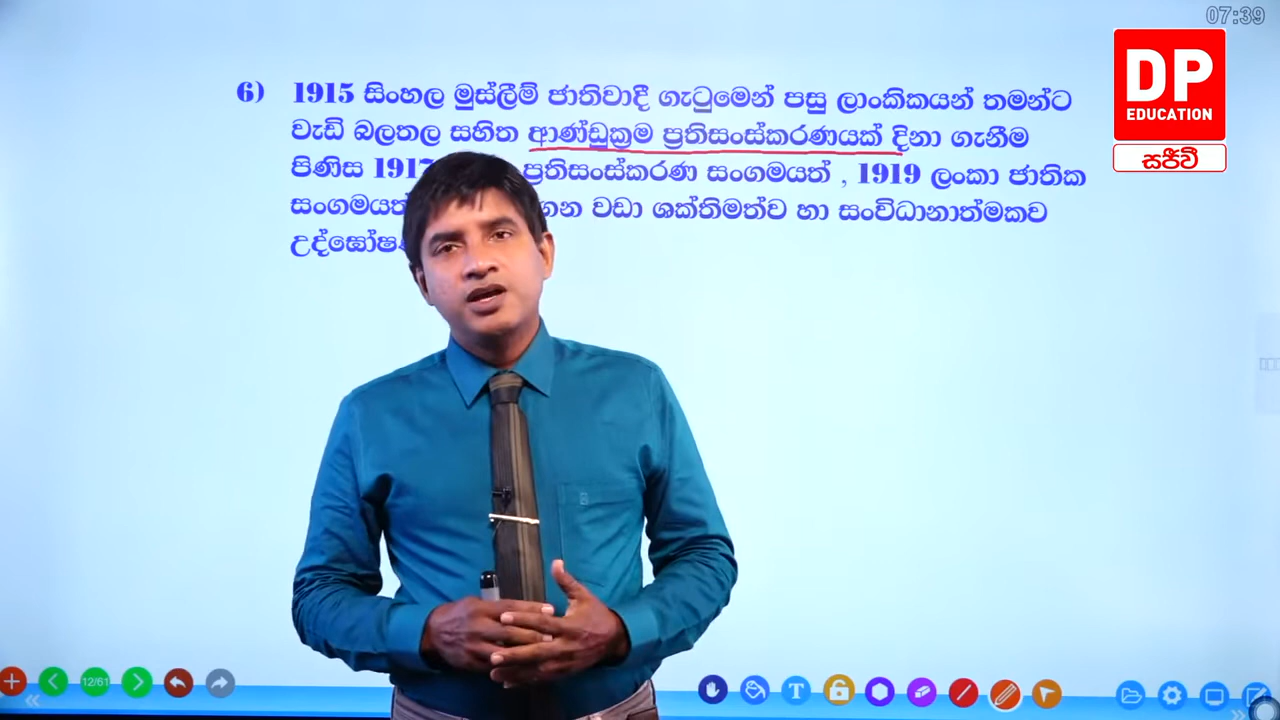 07:39
DP
EDUCATION
සජීවී
6) 1915 සිංහල මුස්ලීම් ජාතිවාදී ගැටුමෙන් පසු ලාංකිකයන් තමන්ට
වැඩි බලතල සහිත ආණ්ඩුක්‍රම ප්‍රතිසංස්කරණයක් දිනා ගැනීම
පිණිස 1917 ප්‍රතිසංස්කරණ සංගමයත් , 1919 ලංකා ජාතික
සංගමයත් වඩා ශක්තිමත්ව හා සංවිධානාත්මකව
12/61
T